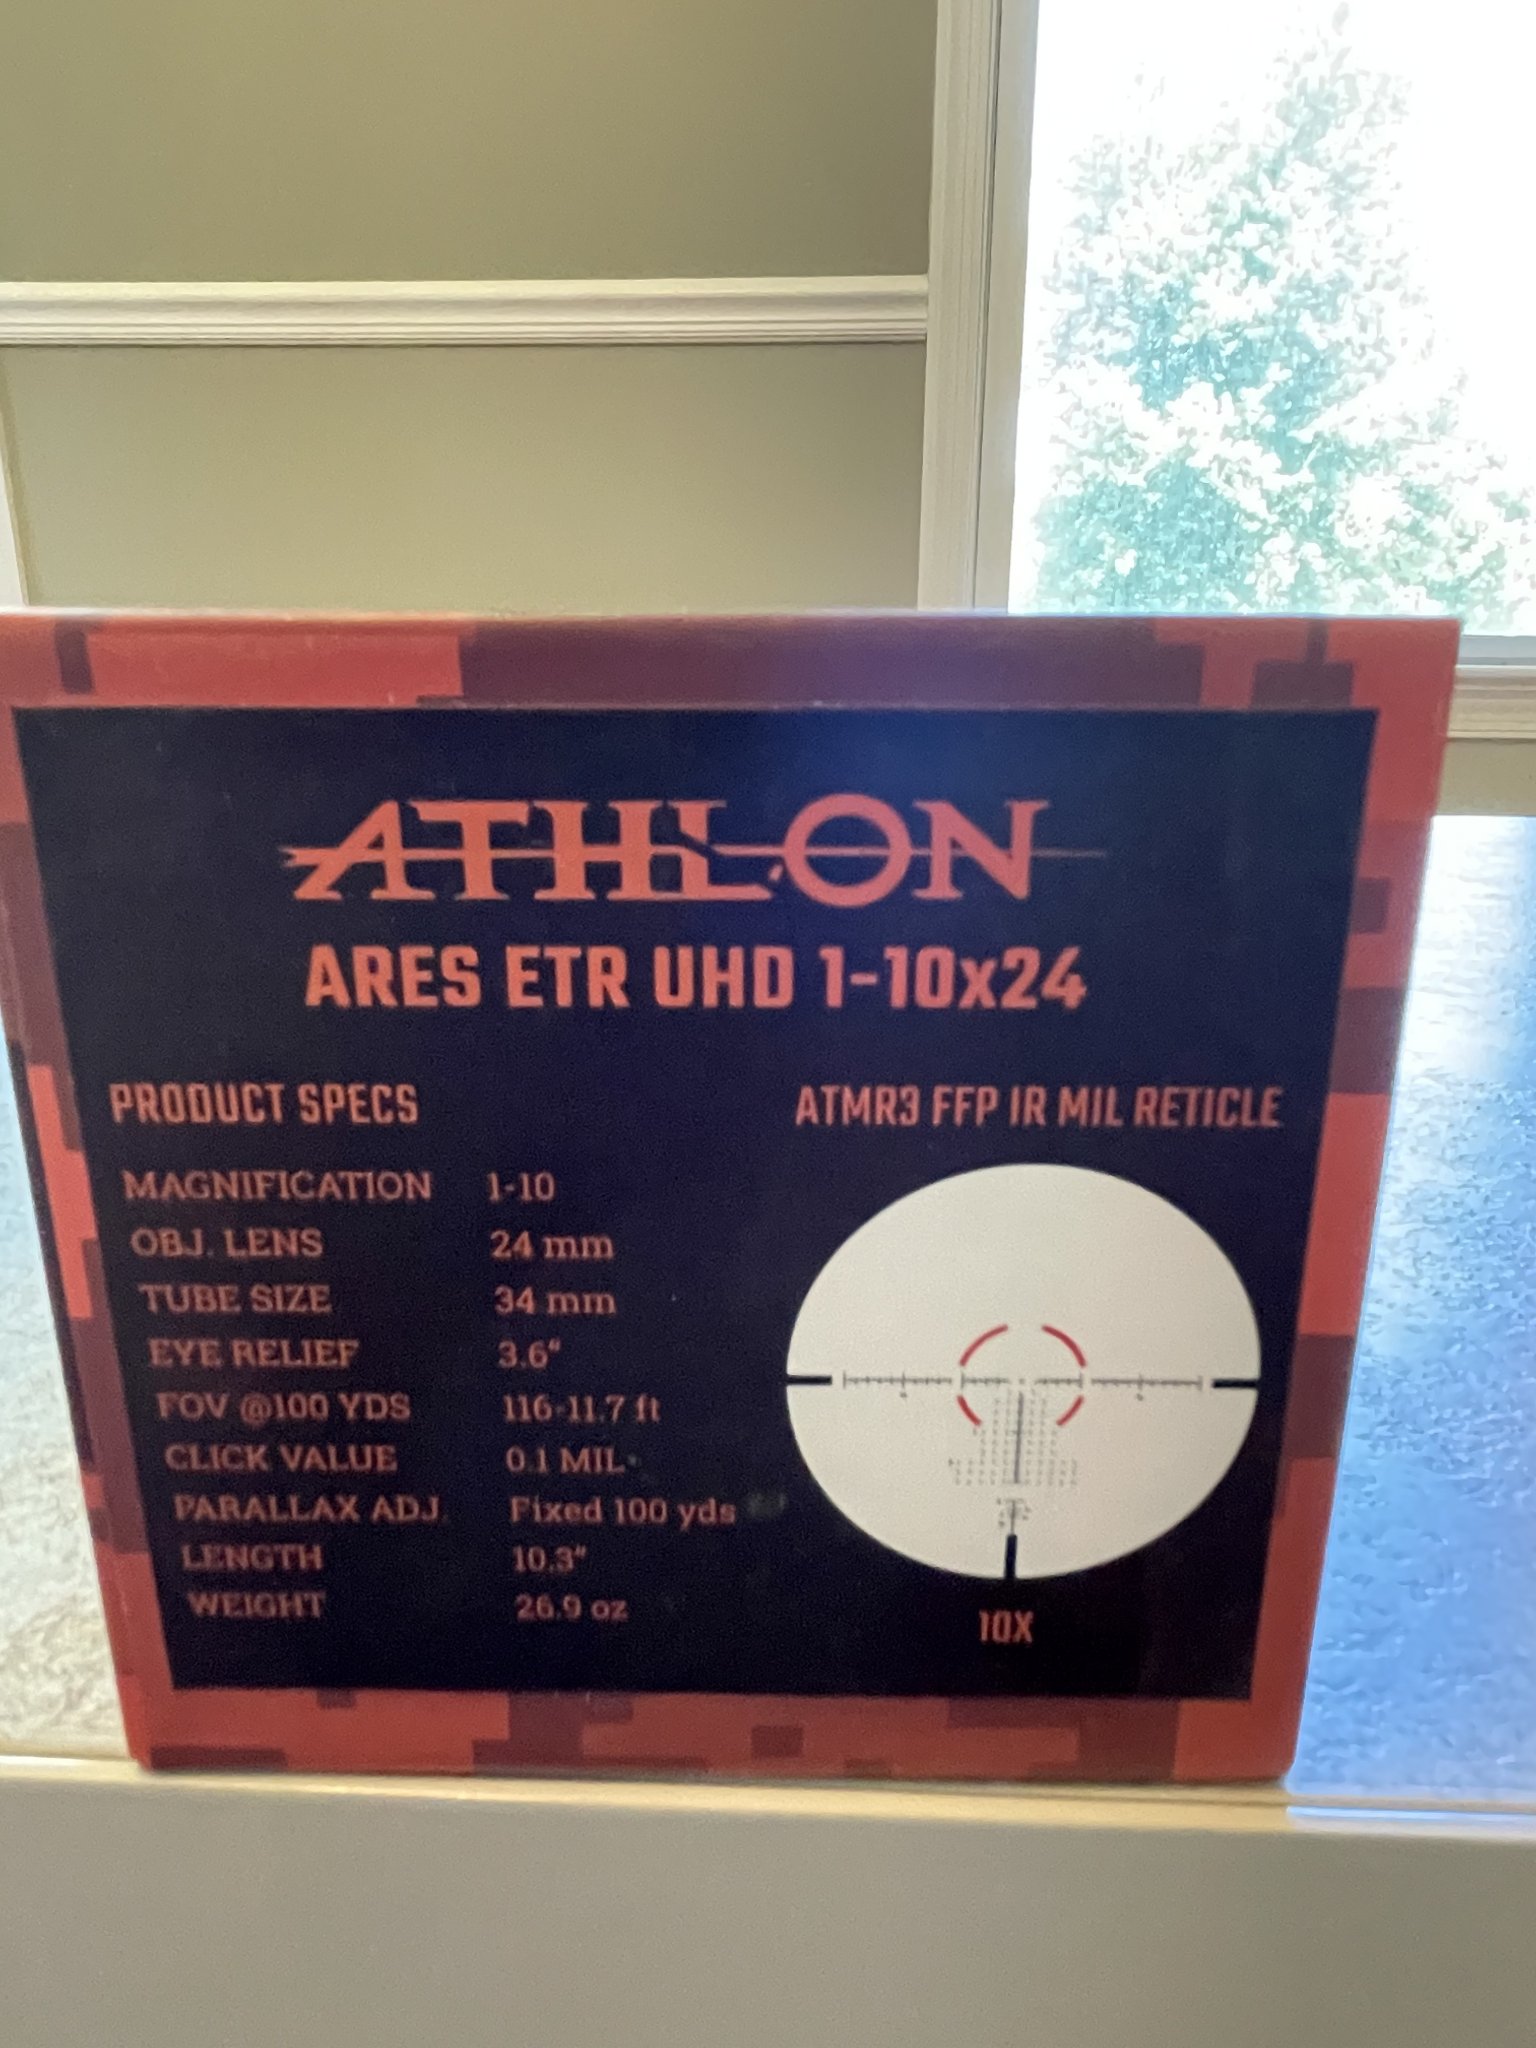 ATHLON
ARES ETR UHD 1-10x24
PRODUCT SPECS
MAGNIFICATION 1-10
OBJ. LENS 24 mm
TUBE SIZE 34 mm
EYE RELIEF 3.6"
FOV @100 YDS 116-11.7 ft
CLICK VALUE 0.1 MIL
PARALLAX ADJ. Fixed 100 yds
LENGTH 10.3"
WEIGHT 26.9 oz
ATMR3 FFP IR MIL RETICLE
10X